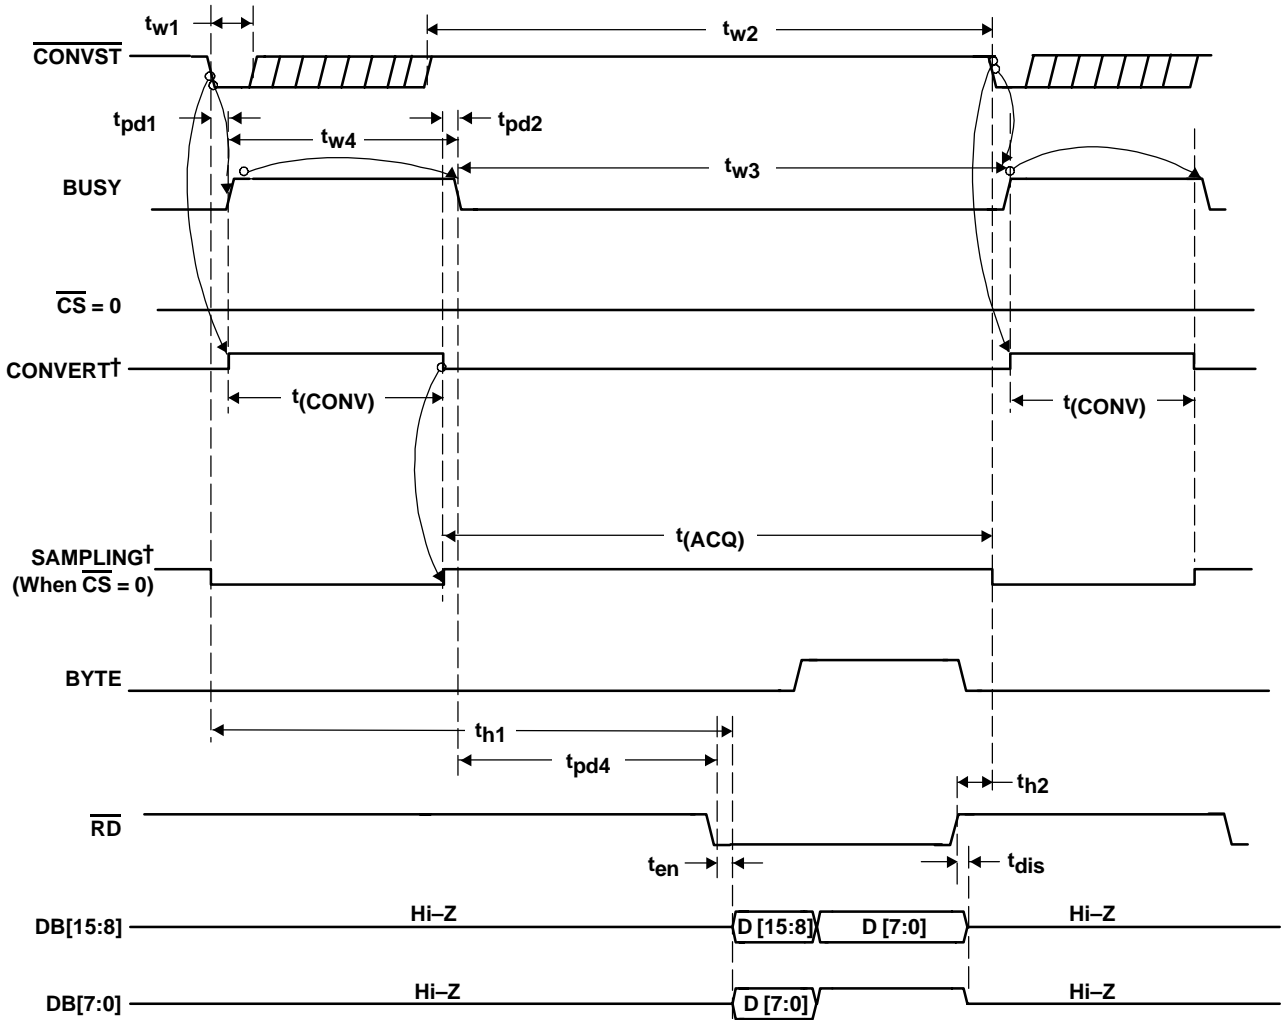 tw1
tw2
CONVST
tpd1
tw4
tpd2
tw3
BUSY
CS = 0
CONVERT†
t(CONV)
t(CONV)
t(ACQ)
SAMPLING†
(When CS = 0)
BYTE
th1
tpd4
th2
RD
ten
tdis
Hi–Z
Hi–Z
DB[15:8]
D [15:8]
D [7:0]
Hi–Z
Hi–Z
DB[7:0]
D [7:0]